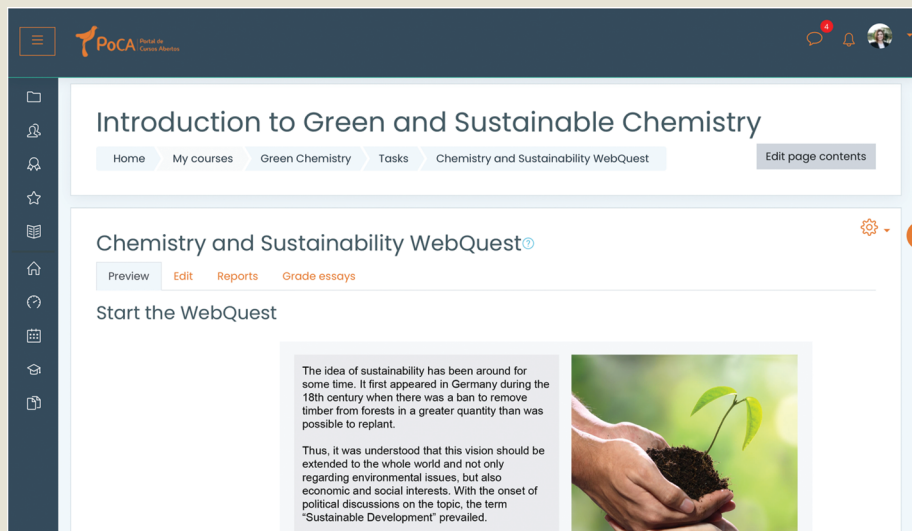 4
PoCA Portal de
Cursos Abertos
Introduction to Green and Sustainable Chemistry
Home My courses Green Chemistry Tasks Chemistry and Sustainability WebQuest Edit page contents
Chemistry and Sustainability WebQuest
Preview Edit Reports Grade essays
Start the WebQuest
The idea of sustainability has been around for
some time. It first appeared in Germany during the
18th century when there was a ban to remove
timber from forests in a greater quantity than was
possible to replant.
Thus, it was understood that this vision should be
extended to the whole world and not only
regarding environmental issues, but also
economic and social interests. With the onset of
political discussions on the topic, the term
“Sustainable Development” prevailed.